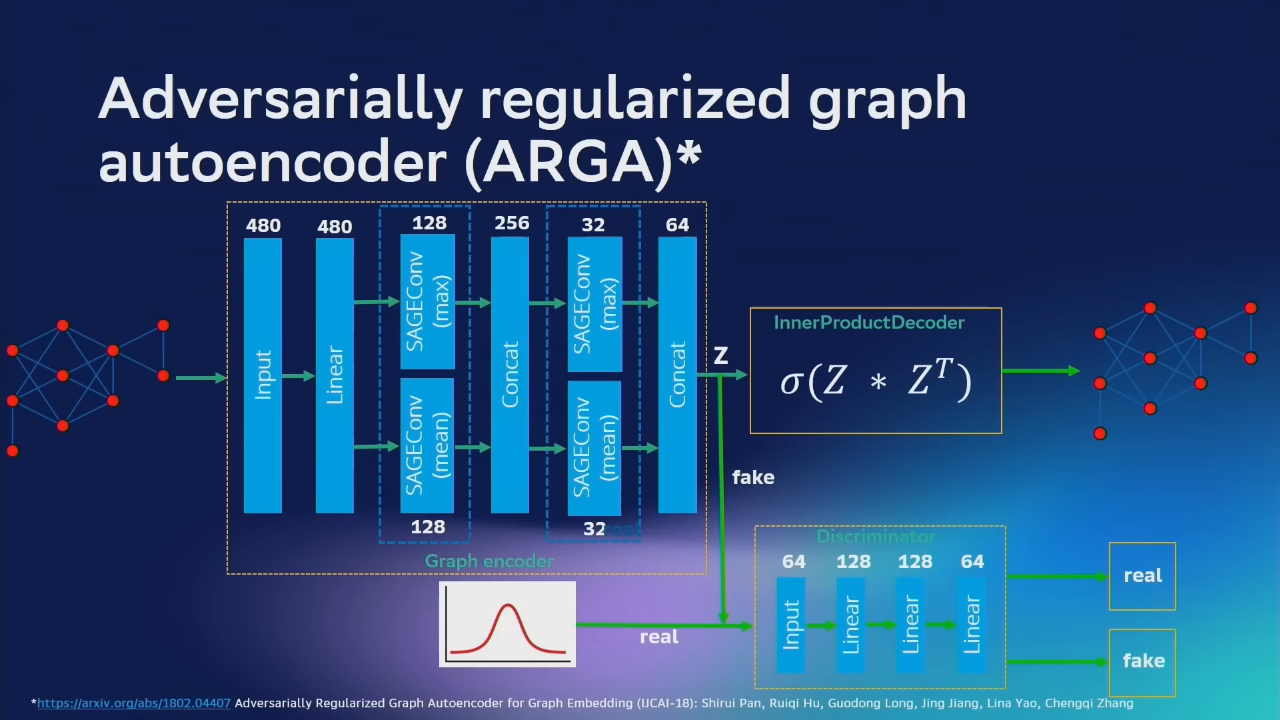 Adversarially regularized graph
autoencoder (ARGA)*
480
480
128
256
32
64
Input
Linear
SAGEConv
(max)
SAGEConv
(mean)
Concat
SAGEConv
(max)
SAGEConv
(mean)
Concat
128
32
Graph encoder
Z
InnerProductDecoder
σ(Z ∗ Z^T)
fake
real
Discriminator
64
128
128
64
Input
Linear
Linear
Linear
real
fake
*https://arxiv.org/abs/1802.04407 Adversarially Regularized Graph Autoencoder for Graph Embedding (IJCAI-18): Shirui Pan, Ruiqi Hu, Guodong Long, Jing Jiang, Lina Yao, Chengqi Zhang